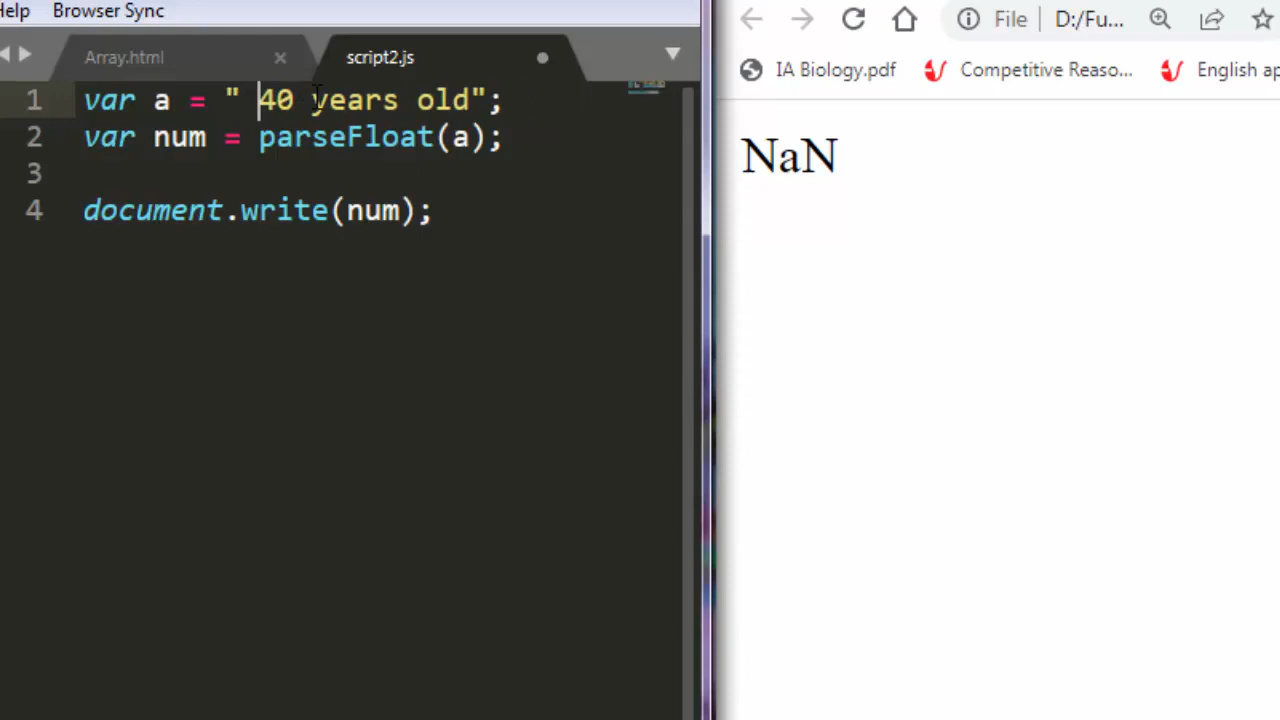 Help Browser Sync
Array.html × script2.js
1 var a = " 40 years old";
2 var num = parseFloat(a);
3
4 document.write(num);
File D:/Fu...
IA Biology.pdf Competitive Reaso... English ap
NaN